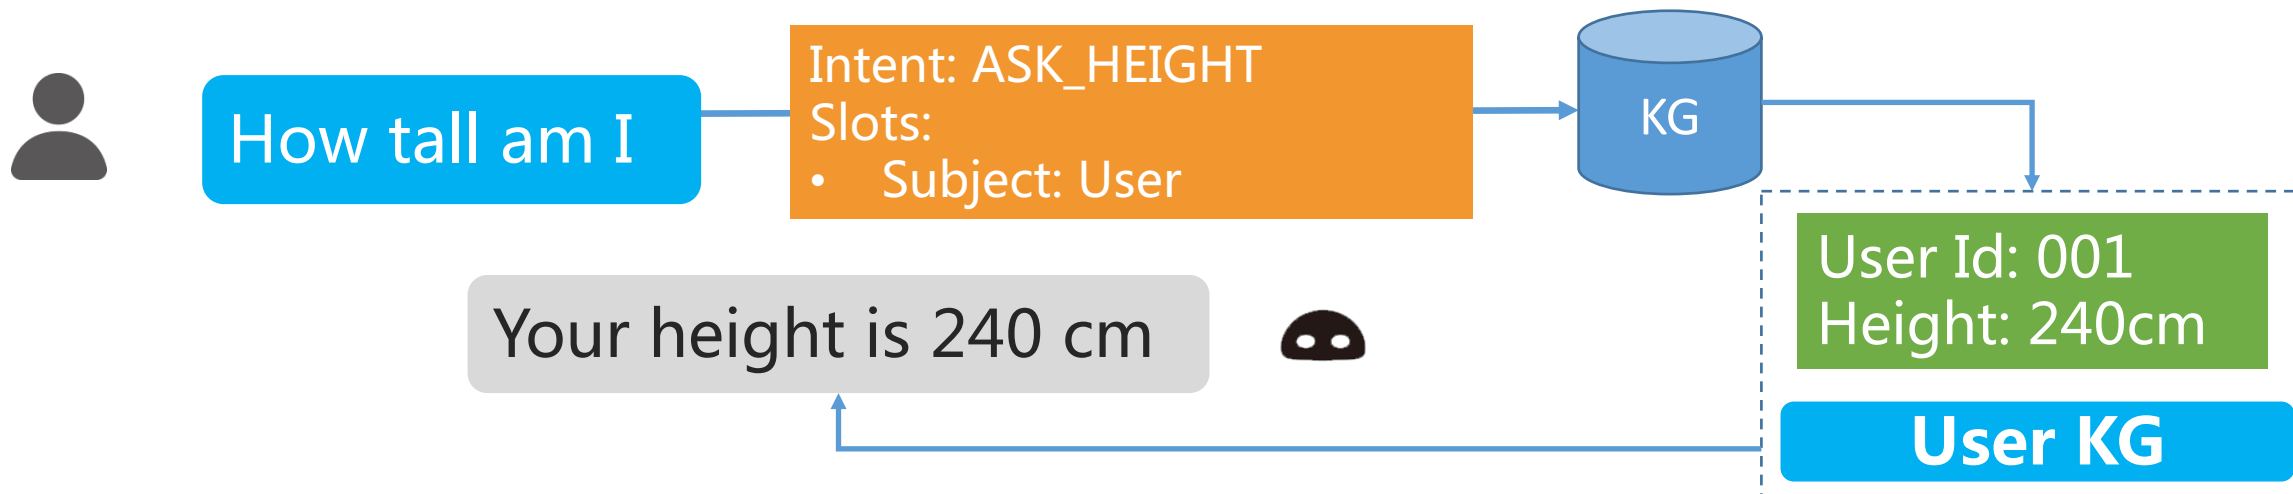 How tall am I
Intent: ASK_HEIGHT
Slots:
• Subject: User
KG
User Id: 001
Height: 240cm
User KG
Your height is 240 cm